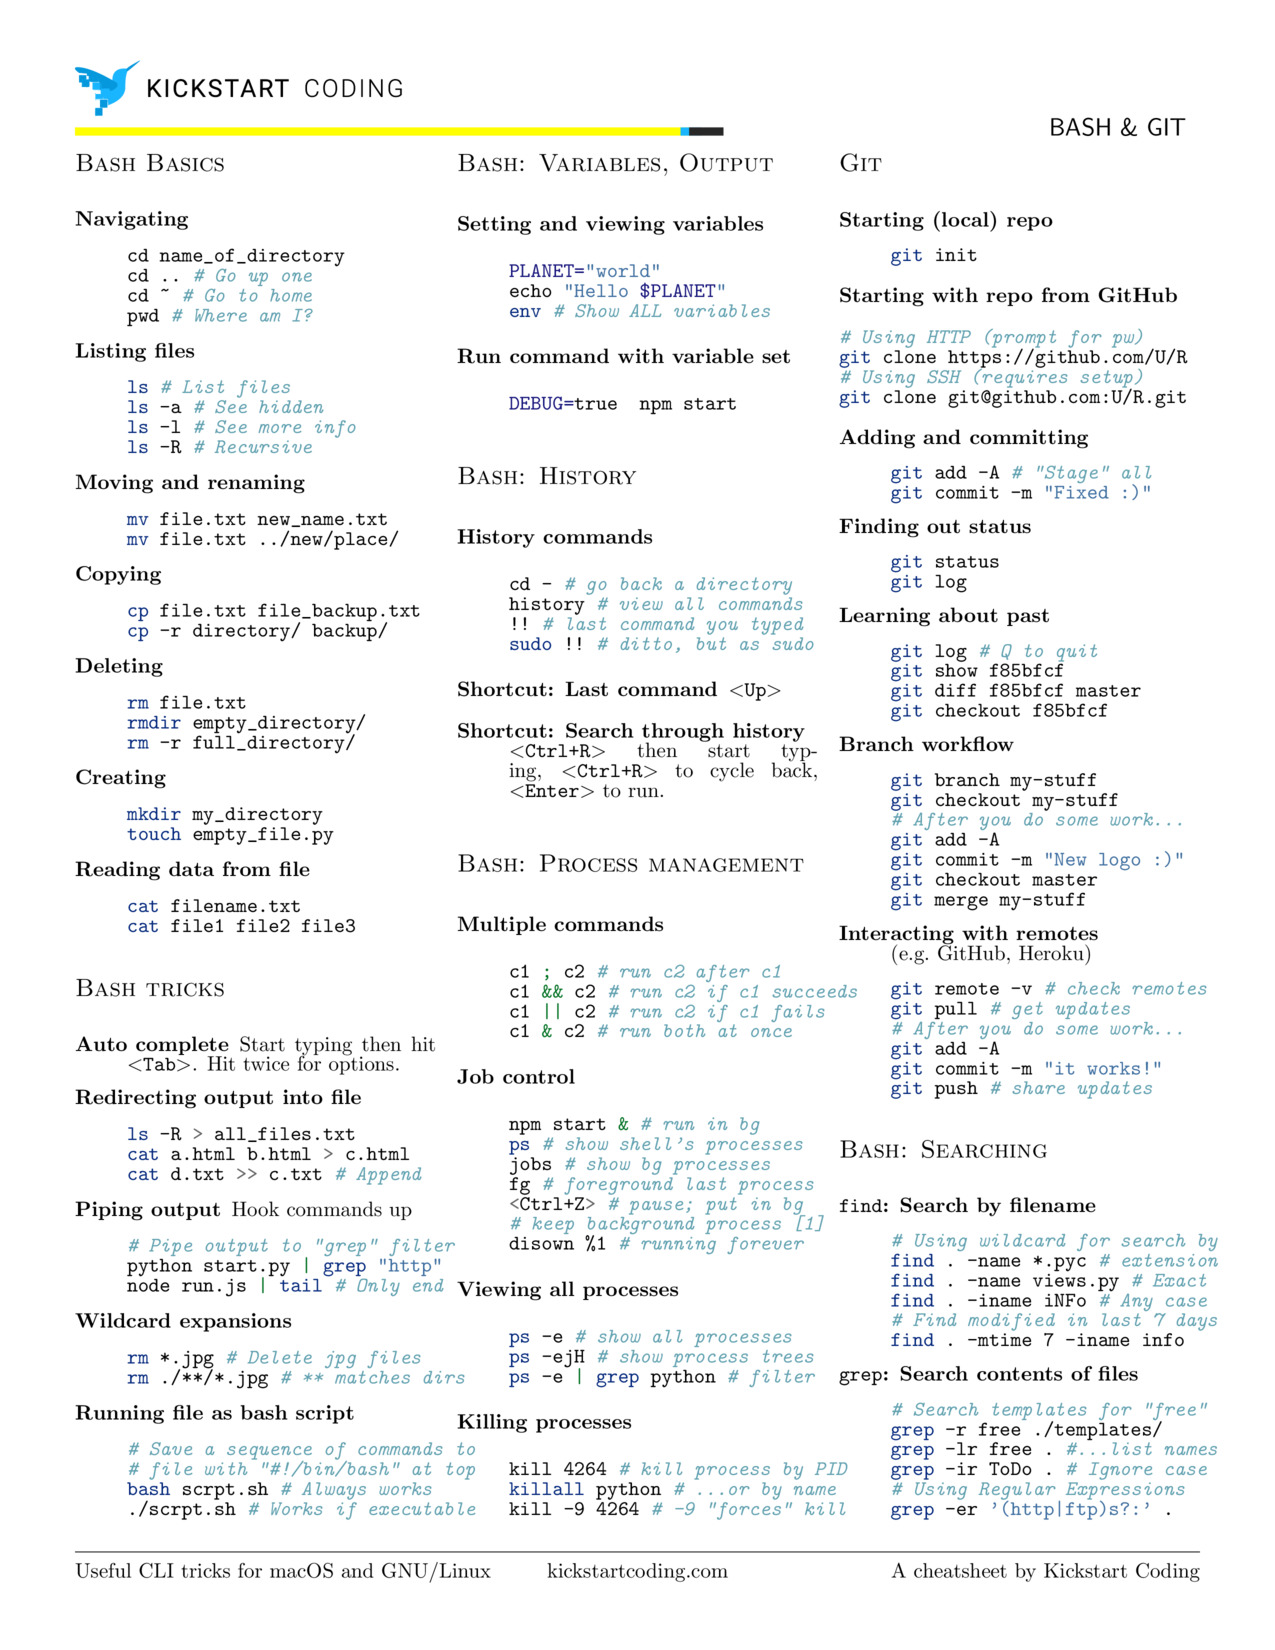 KICKSTART CODING
BASH & GIT
Bash Basics
Navigating
cd name_of_directory
cd .. # Go up one
cd ~ # Go to home
pwd # Where am I?
Listing files
ls # List files
ls -a # See hidden
ls -l # See more info
ls -R # Recursive
Moving and renaming
mv file.txt new_name.txt
mv file.txt ../new/place/
Copying
cp file.txt file_backup.txt
cp -r directory/ backup/
Deleting
rm file.txt
rmdir empty_directory/
rm -r full_directory/
Creating
mkdir my_directory
touch empty_file.py
Reading data from file
cat filename.txt
cat file1 file2 file3
Bash tricks
Auto complete Start typing then hit
<Tab>. Hit twice for options.
Redirecting output into file
ls -R > all_files.txt
cat a.html b.html > c.html
cat d.txt >> c.txt # Append
Piping output Hook commands up
# Pipe output to "grep" filter
python start.py | grep "http"
node run.js | tail # Only end
Wildcard expansions
rm *.jpg # Delete jpg files
rm ./**/*.jpg # ** matches dirs
Running file as bash script
# Save a sequence of commands to
# file with "#!/bin/bash" at top
bash scrpt.sh # Always works
./scrpt.sh # Works if executable
Bash: Variables, Output
Setting and viewing variables
PLANET="world"
echo "Hello $PLANET"
env # Show ALL variables
Run command with variable set
DEBUG=true  npm start
Bash: History
History commands
cd - # go back a directory
history # view all commands
!! # last command you typed
sudo !! # ditto, but as sudo
Shortcut: Last command <Up>
Shortcut: Search through history
<Ctrl+R> then start typ-
ing, <Ctrl+R> to cycle back,
<Enter> to run.
Bash: Process management
Multiple commands
c1 ; c2 # run c2 after c1
c1 && c2 # run c2 if c1 succeeds
c1 || c2 # run c2 if c1 fails
c1 & c2 # run both at once
Job control
npm start & # run in bg
ps # show shell's processes
jobs # show bg processes
fg # foreground last process
<Ctrl+Z> # pause; put in bg
# keep background process [1]
disown %1 # running forever
Viewing all processes
ps -e # show all processes
ps -ejH # show process trees
ps -e | grep python # filter
Killing processes
kill 4264 # kill process by PID
killall python # ...or by name
kill -9 4264 # -9 "forces" kill
Git
Starting (local) repo
git init
Starting with repo from GitHub
# Using HTTP (prompt for pw)
git clone https://github.com/U/R
# Using SSH (requires setup)
git clone git@github.com:U/R.git
Adding and committing
git add -A # "Stage" all
git commit -m "Fixed :)"
Finding out status
git status
git log
Learning about past
git log # Q to quit
git show f85bfcf
git diff f85bfcf master
git checkout f85bfcf
Branch workflow
git branch my-stuff
git checkout my-stuff
# After you do some work...
git add -A
git commit -m "New logo :)"
git checkout master
git merge my-stuff
Interacting with remotes
(e.g. GitHub, Heroku)
git remote -v # check remotes
git pull # get updates
# After you do some work...
git add -A
git commit -m "it works!"
git push # share updates
Bash: Searching
find: Search by filename
# Using wildcard for search by
find . -name *.pyc # extension
find . -name views.py # Exact
find . -iname iNFo # Any case
# Find modified in last 7 days
find . -mtime 7 -iname info
grep: Search contents of files
# Search templates for "free"
grep -r free ./templates/
grep -lr free . #...list names
grep -ir ToDo . # Ignore case
# Using Regular Expressions
grep -er '(http|ftp)s?:' .
Useful CLI tricks for macOS and GNU/Linux
kickstartcoding.com
A cheatsheet by Kickstart Coding